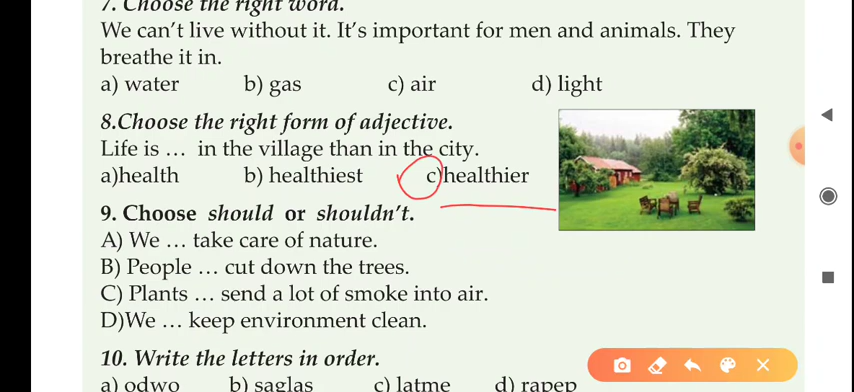 7. Choose the right word.
We can't live without it. It's important for men and animals. They
breathe it in.
a) water b) gas c) air d) light
8.Choose the right form of adjective.
Life is … in the village than in the city.
a)health b) healthiest c)healthier
9. Choose should or shouldn't.
A) We … take care of nature.
B) People … cut down the trees.
C) Plants … send a lot of smoke into air.
D)We … keep environment clean.
10. Write the letters in order.
a) odwo b) saglas c) latme d) rapep